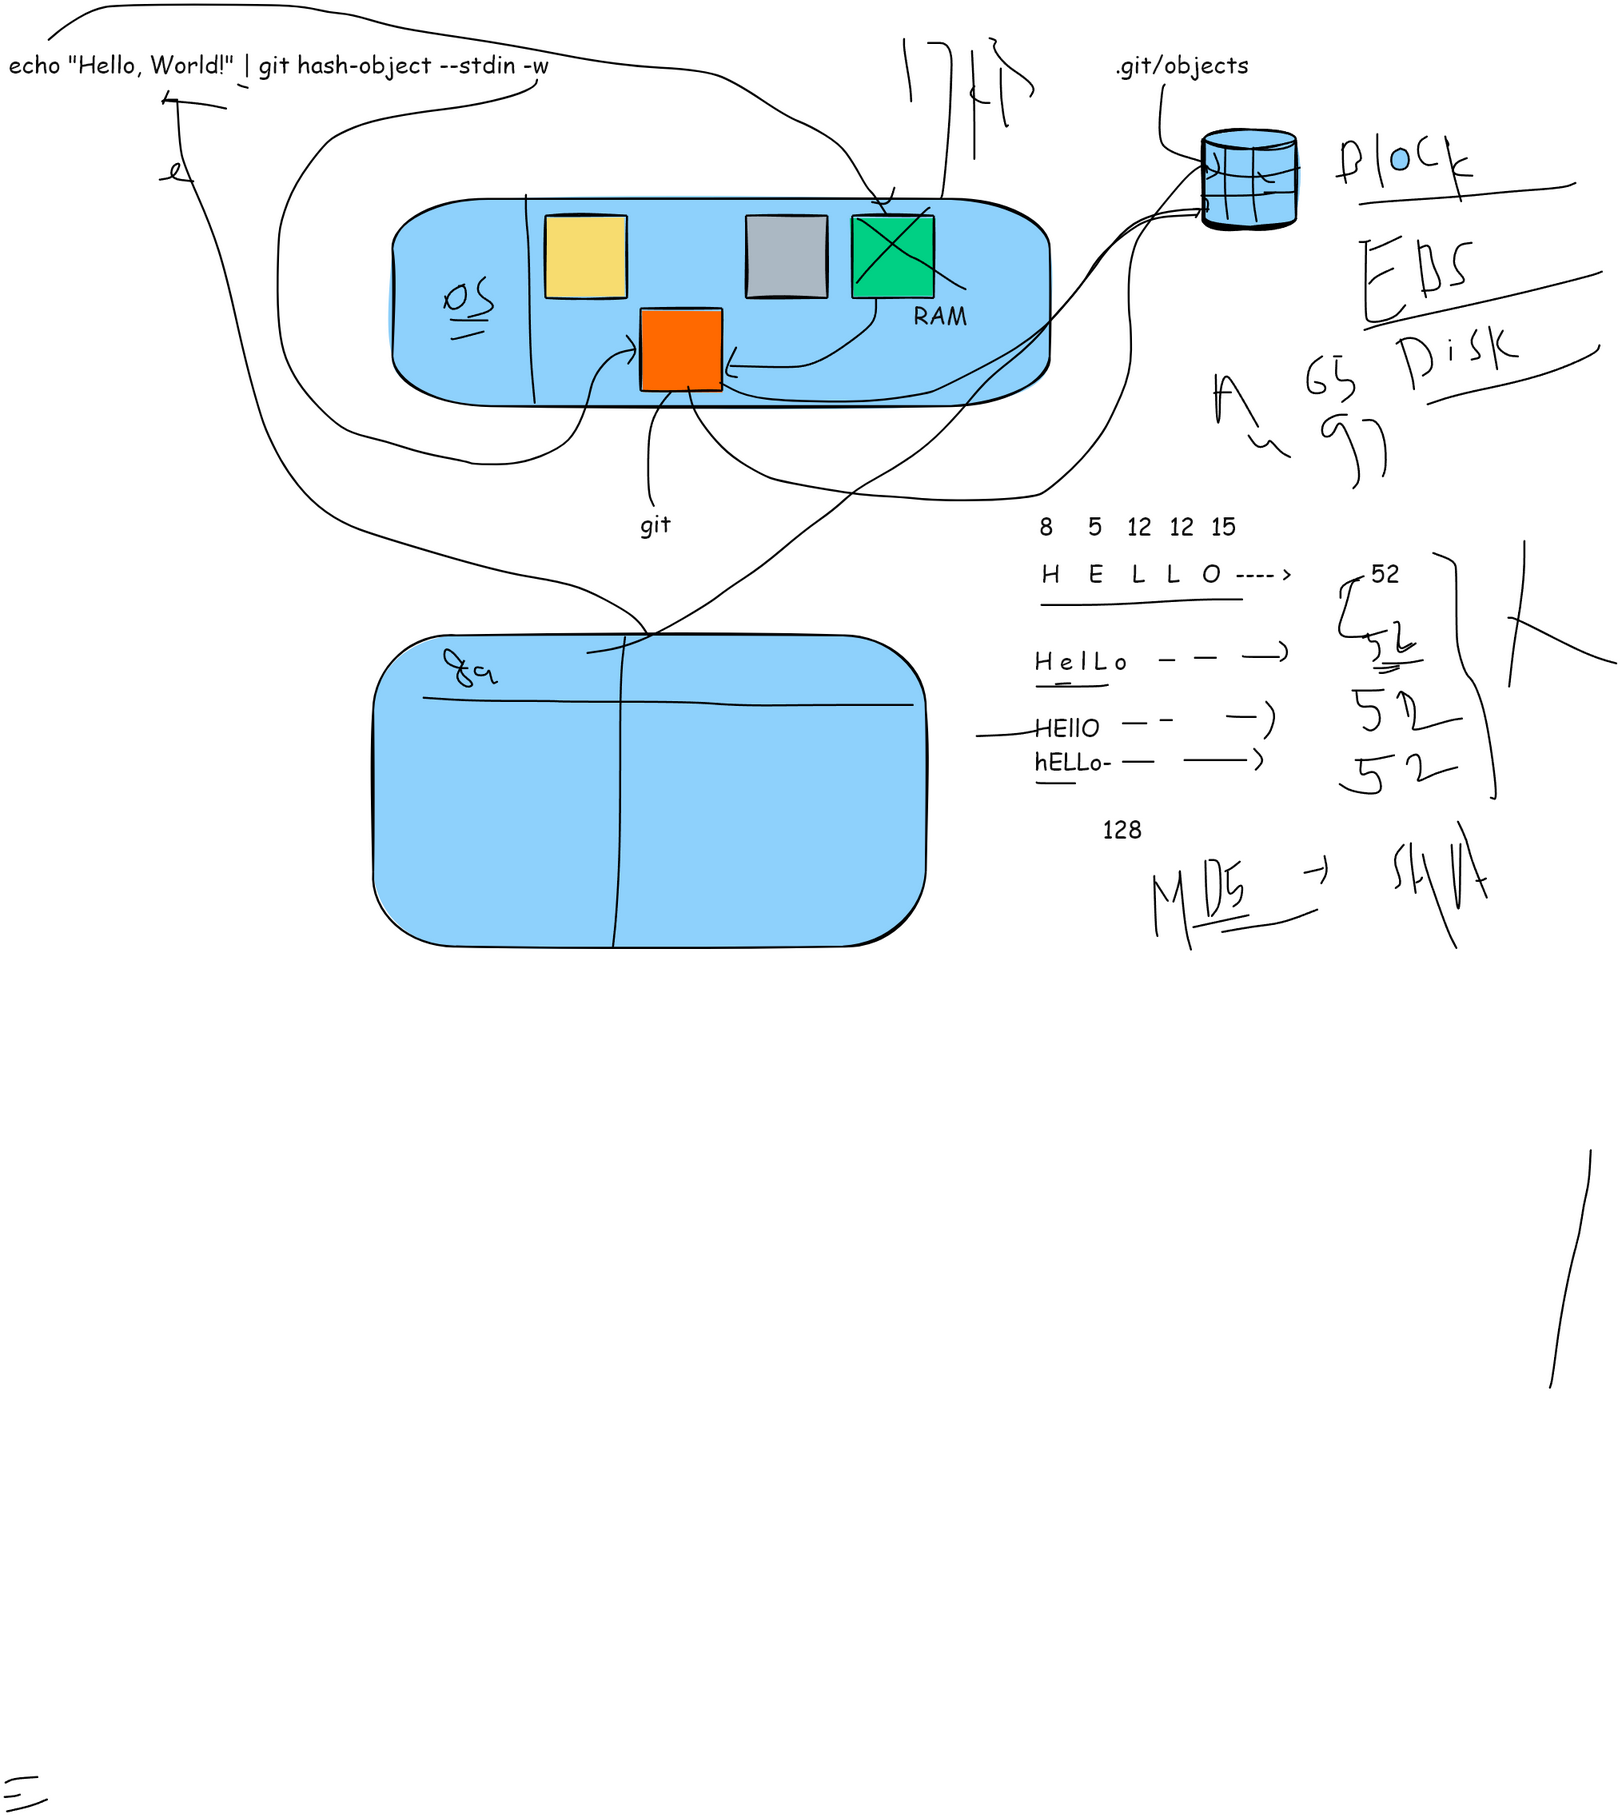 echo "Hello, World!" | git hash-object --stdin -w
.git/objects
Block
EBS
Disk
OS
RAM
A 65
97
git
8 5 12 12 15
H E L L O ----> 52
HelLo - - -> 52
HEllO - - -> 52
hELLo- - -> 52
128
MD5 -> SHA